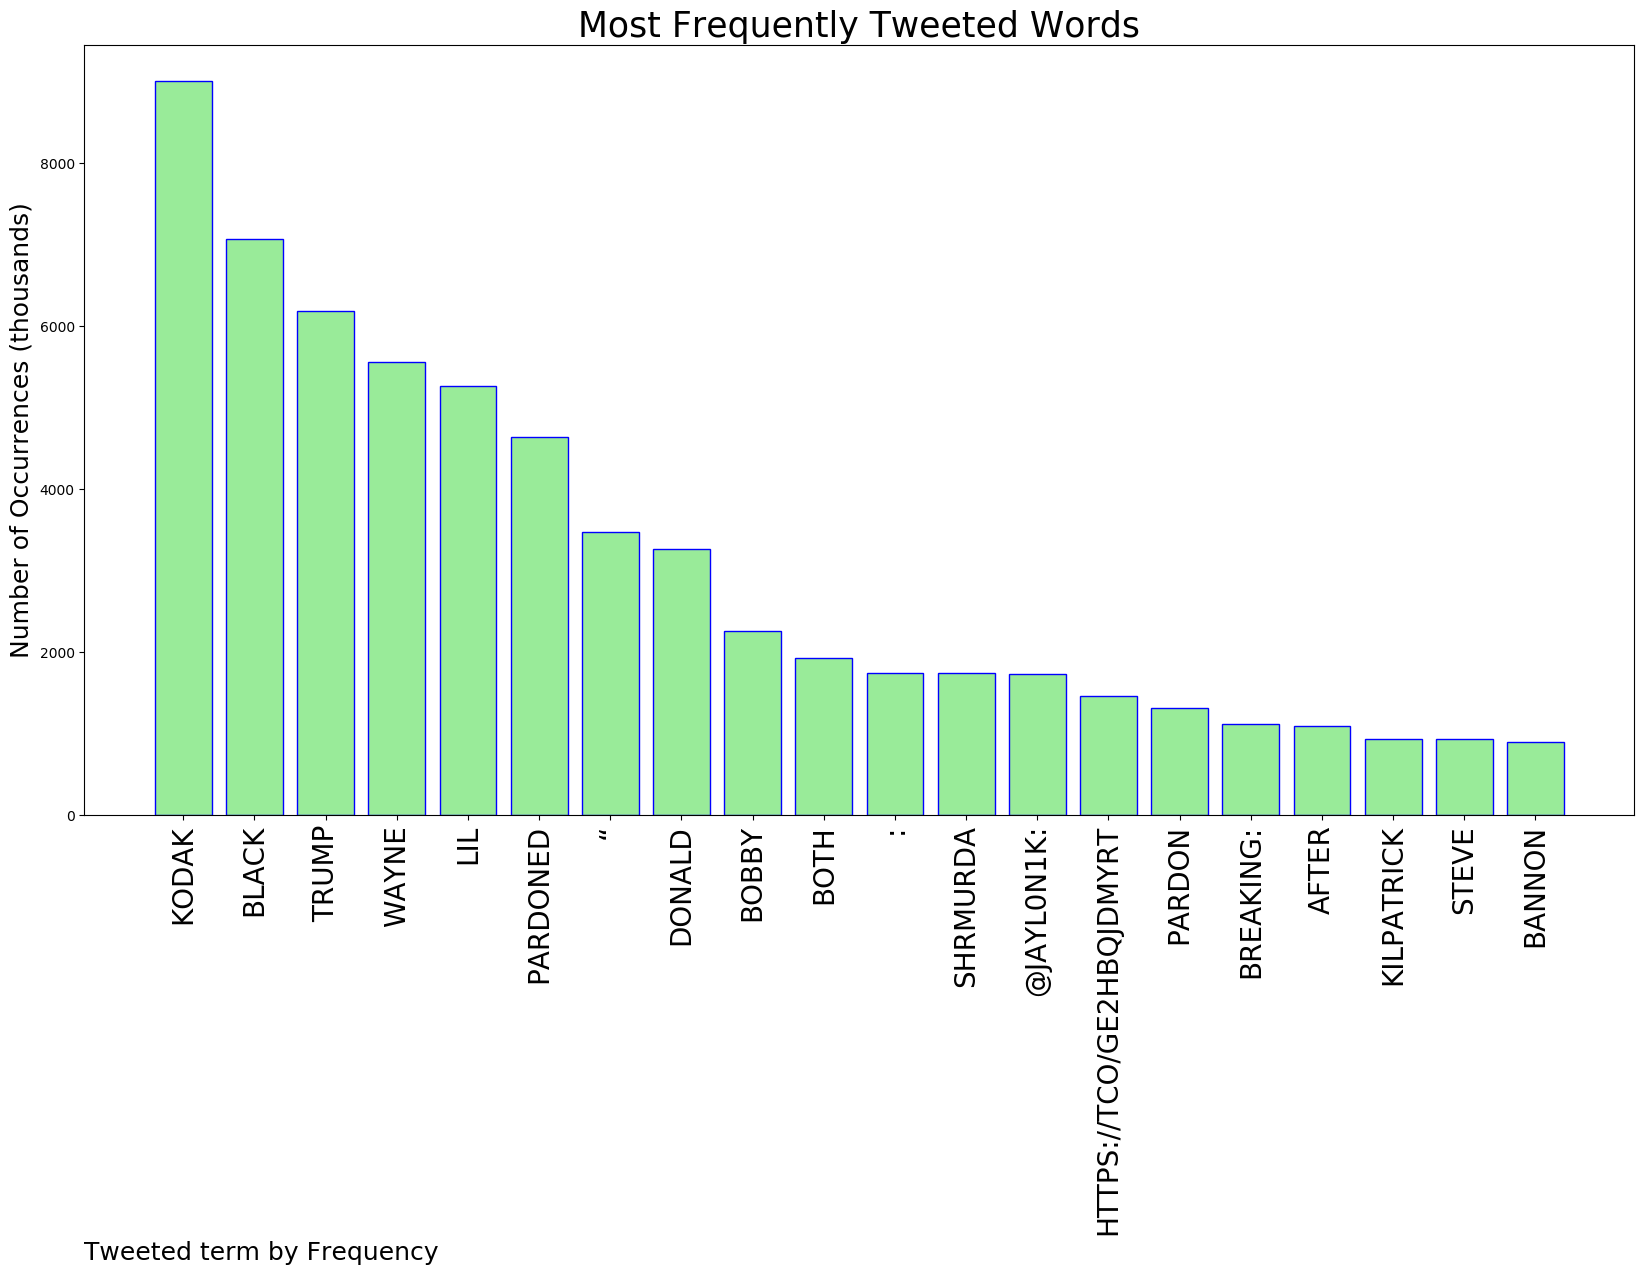 Most Frequently Tweeted Words
Number of Occurrences (thousands)
8000
6000
4000
2000
0
KODAK
BLACK
TRUMP
WAYNE
LIL
PARDONED
“
DONALD
BOBBY
BOTH
:
SHRMURDA
@JAYL0N1K:
HTTPS://TCO/GE2HBQJDMYRT
PARDON
BREAKING:
AFTER
KILPATRICK
STEVE
BANNON
Tweeted term by Frequency